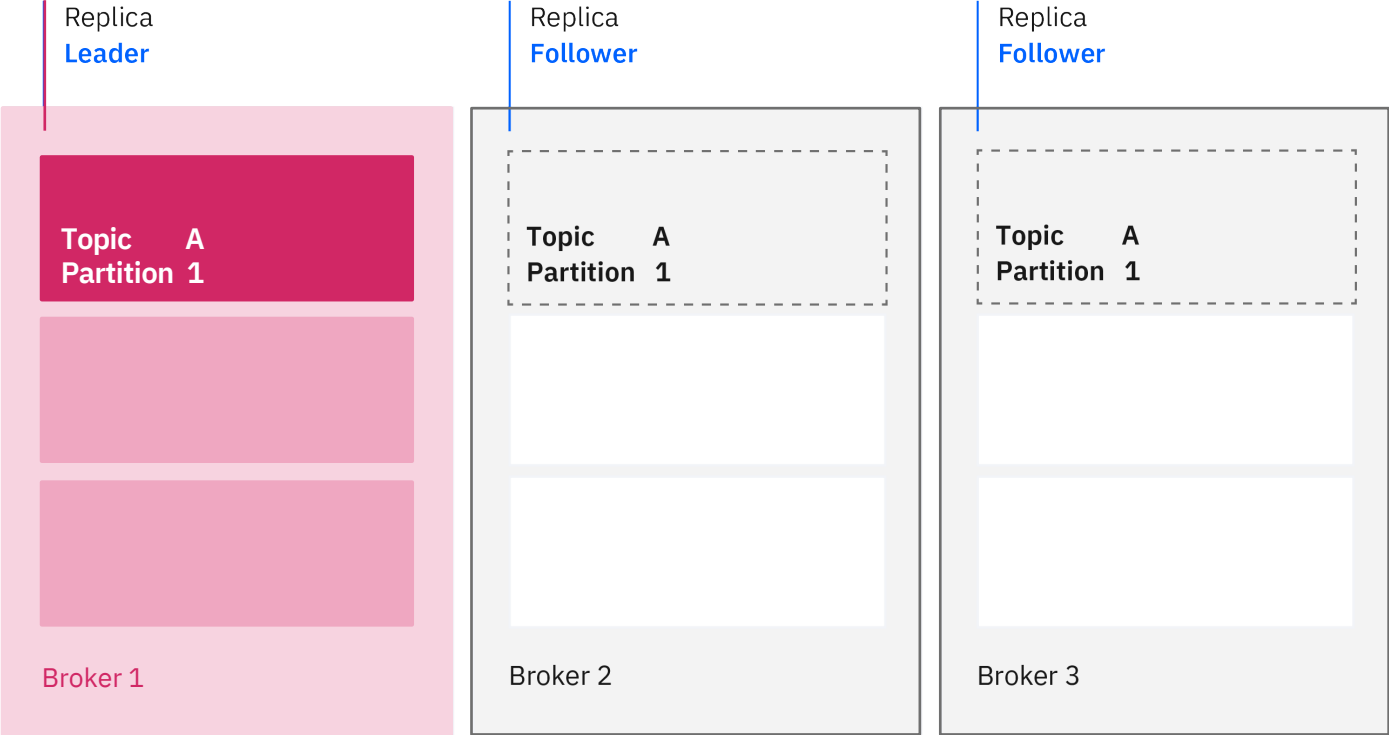 Replica
Leader
Replica
Follower
Replica
Follower
Topic A
Partition 1
Topic A
Partition 1
Topic A
Partition 1
Broker 1
Broker 2
Broker 3